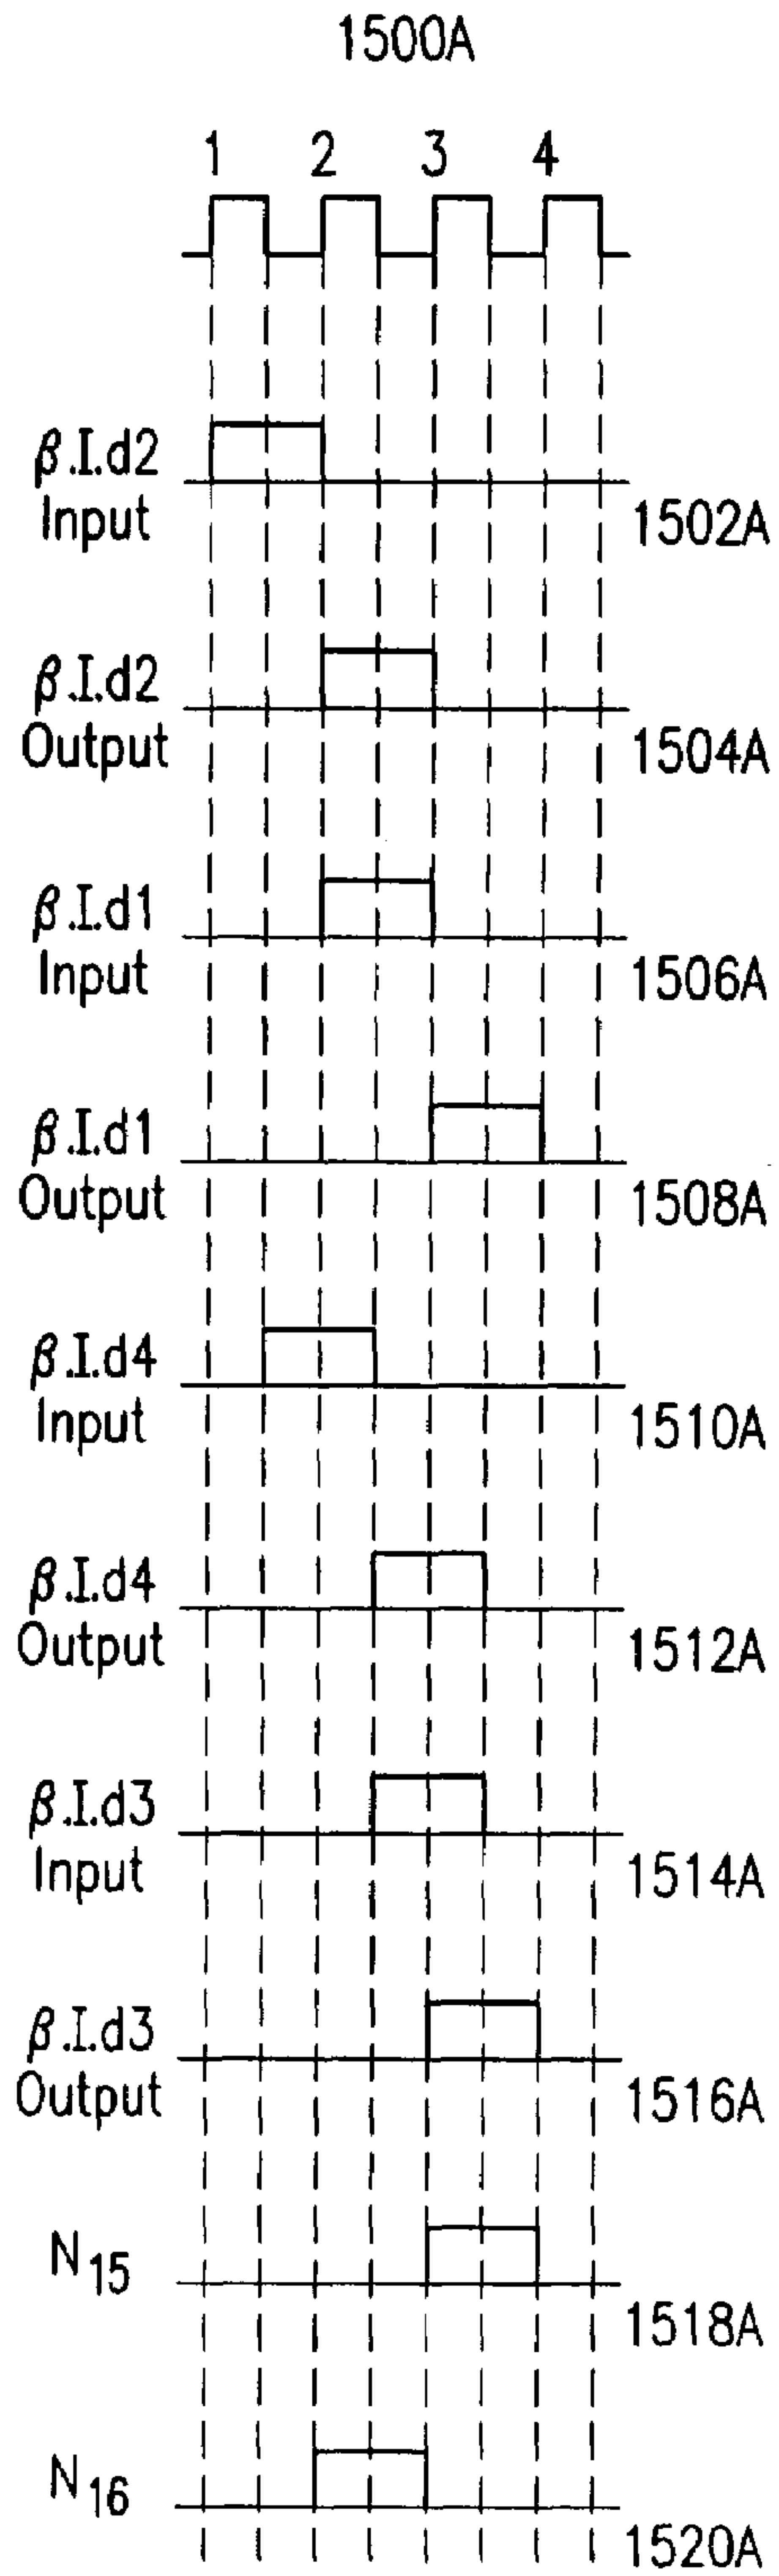 1500A
1 2 3 4
β.I.d2
Input
1502A
β.I.d2
Output
1504A
β.I.d1
Input
1506A
β.I.d1
Output
1508A
β.I.d4
Input
1510A
β.I.d4
Output
1512A
β.I.d3
Input
1514A
β.I.d3
Output
1516A
N15
1518A
N16
1520A